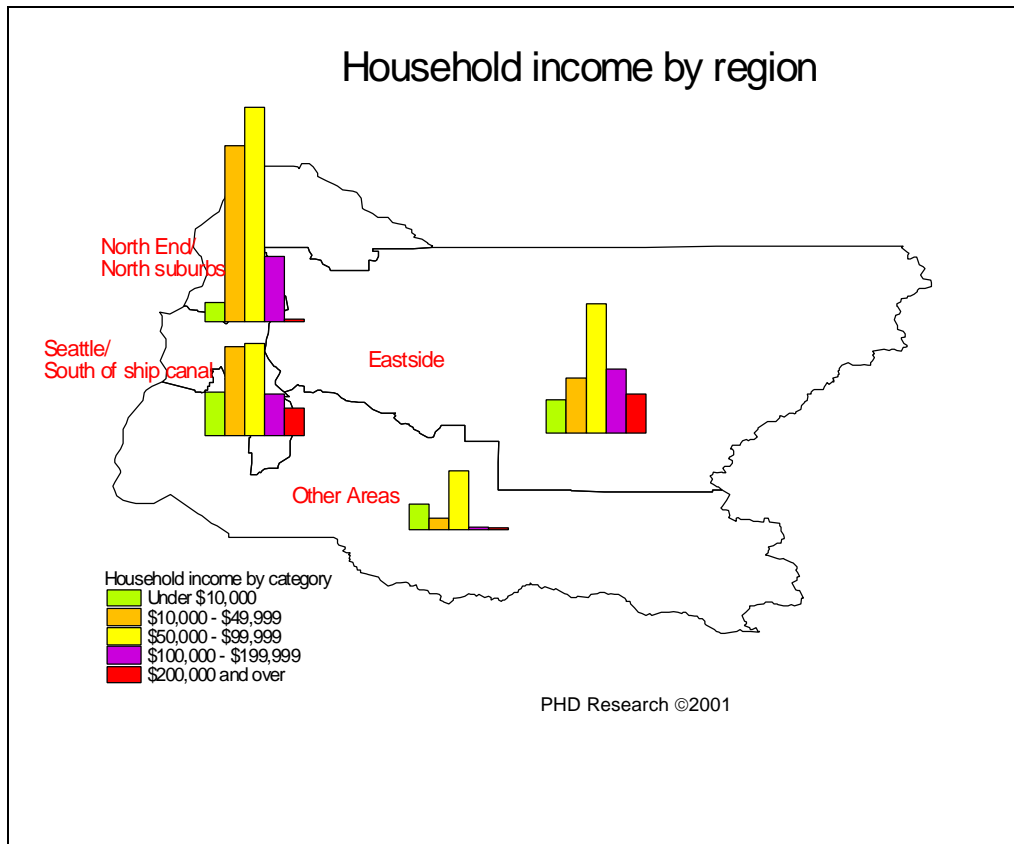 Household income by region
North End/
North suburbs
Seattle/
South of ship canal
Eastside
Other Areas
Household income by category
Under $10,000
$10,000 - $49,999
$50,000 - $99,999
$100,000 - $199,999
$200,000 and over
PHD Research ©2001